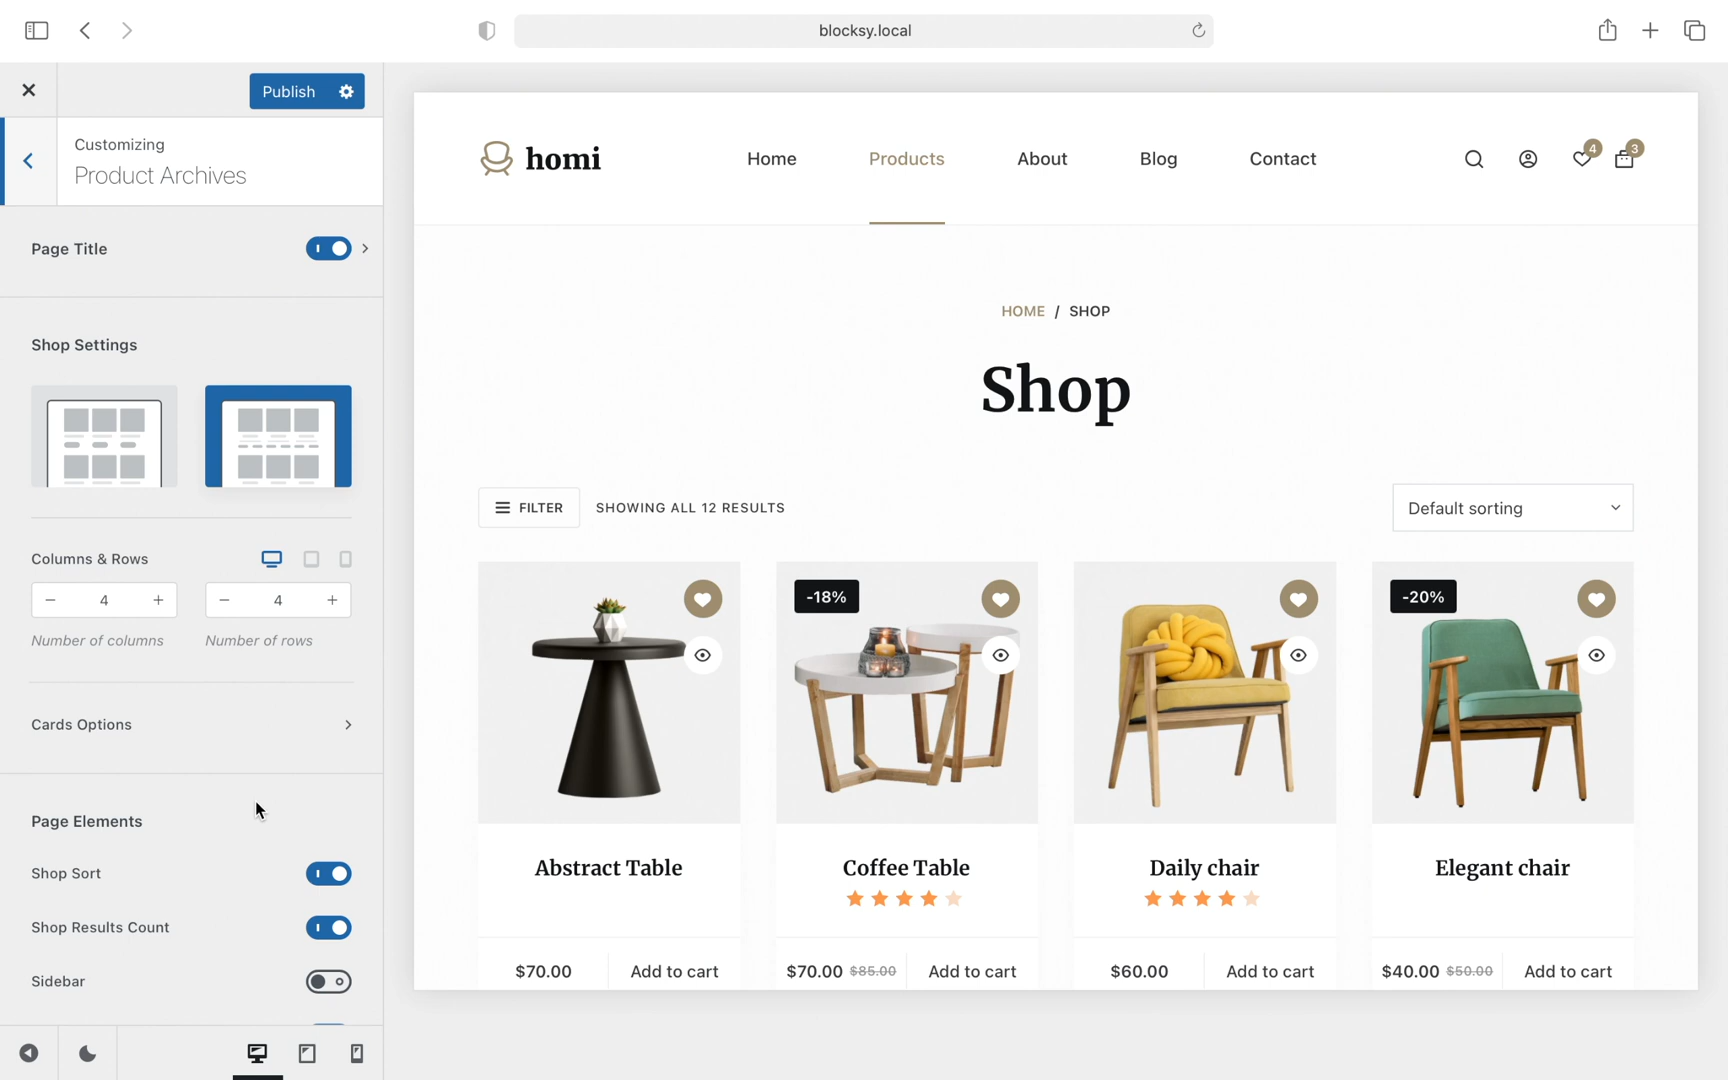 blocksy.local
Publish
Customizing
Product Archives
Page Title
Shop Settings
Columns & Rows
4
4
Number of columns
Number of rows
Cards Options
Page Elements
Shop Sort
Shop Results Count
Sidebar
homi
Home
Products
About
Blog
Contact
4
3
HOME / SHOP
Shop
FILTER
SHOWING ALL 12 RESULTS
Default sorting
-18%
-20%
Abstract Table
Coffee Table
Daily chair
Elegant chair
$70.00
Add to cart
$70.00 $85.00
Add to cart
$60.00
Add to cart
$40.00 $50.00
Add to cart